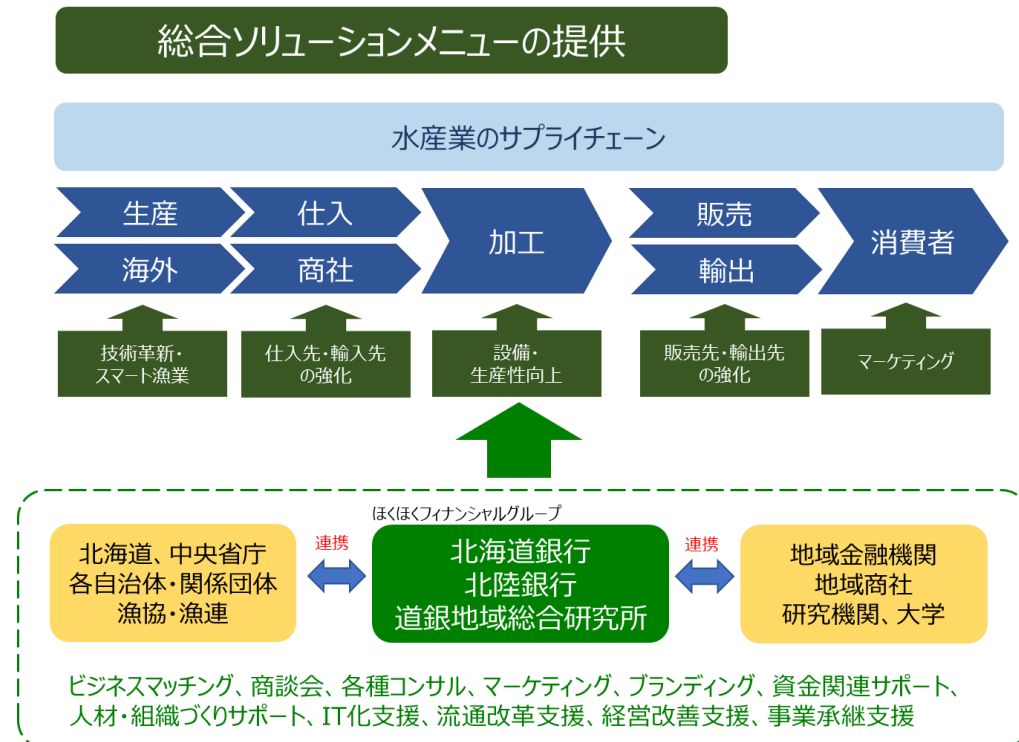 総合ソリューションメニューの提供
水産業のサプライチェーン
生産
仕入
加工
販売
消費者
海外
商社
輸出
技術革新・
スマート漁業
仕入先・輸入先
の強化
設備・
生産性向上
販売先・輸出先
の強化
マーケティング
ほくほくフィナンシャルグループ
北海道、中央省庁
各自治体・関係団体
漁協・漁連
連携
北海道銀行
北陸銀行
道銀地域総合研究所
連携
地域金融機関
地域商社
研究機関、大学
ビジネスマッチング、商談会、各種コンサル、マーケティング、ブランディング、資金関連サポート、
人材・組織づくりサポート、IT化支援、流通改革支援、経営改善支援、事業承継支援